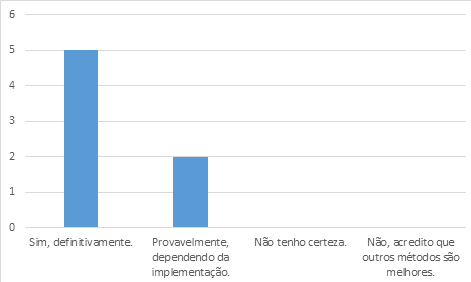 6
5
4
3
2
1
0
Sim, definitivamente.
Provavelmente,
dependendo da
implementação.
Não tenho certeza.
Não, acredito que
outros métodos são
melhores.